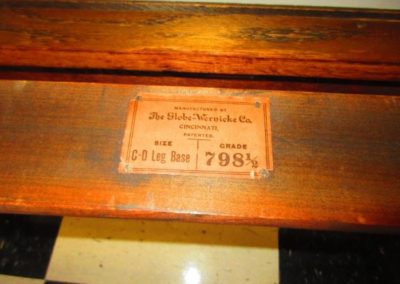 MANUFACTURED BY
The Globe-Wernicke Co.
CINCINNATI,
PATENTED.
SIZE GRADE
C-D Leg Base 798½